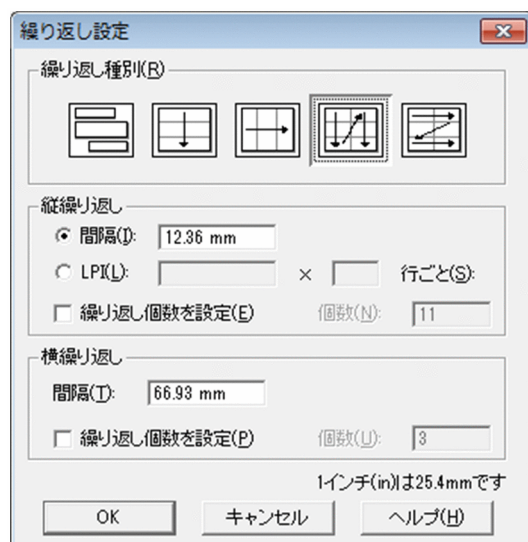 繰り返し設定
繰り返し種別(R)
縦繰り返し
間隔(I): 12.36 mm
LPI(L): × 行ごと(S):
繰り返し個数を設定(E) 個数(N): 11
横繰り返し
間隔(T): 66.93 mm
繰り返し個数を設定(P) 個数(U): 3
1インチ(in)は25.4mmです
OK キャンセル ヘルプ(H)